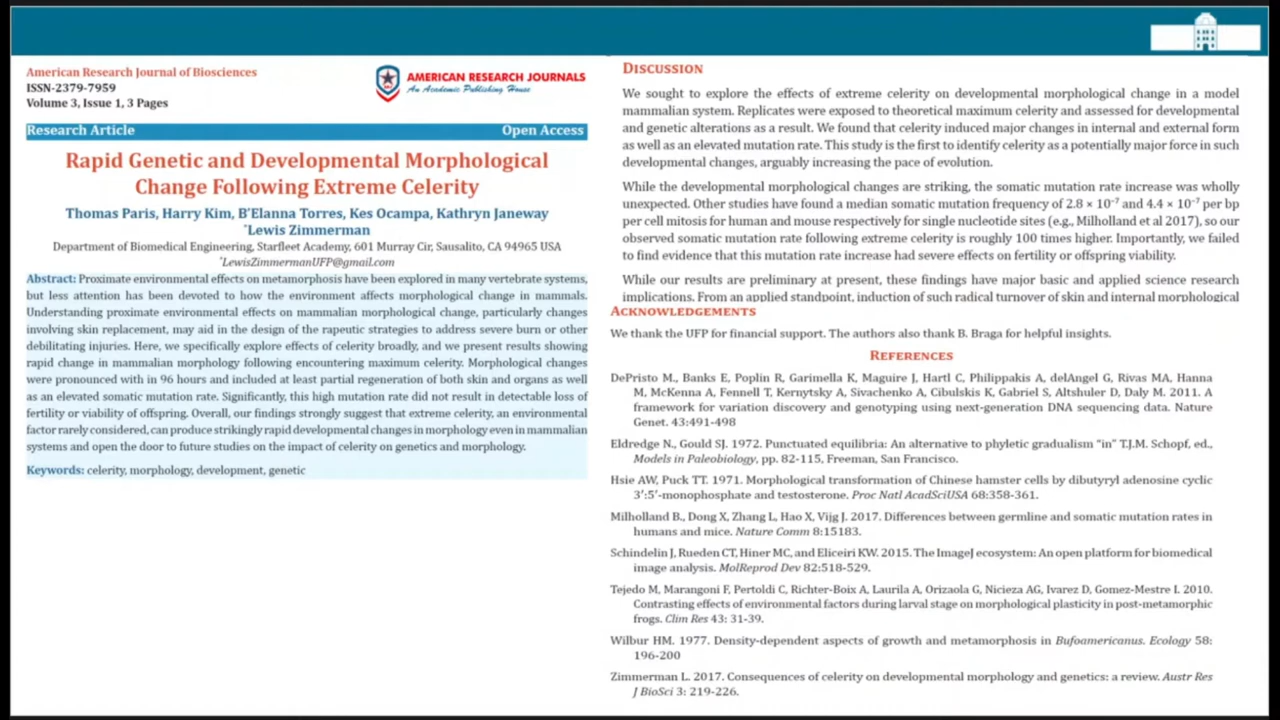 American Research Journal of Biosciences
ISSN-2379-7959
Volume 3, Issue 1, 3 Pages
AMERICAN RESEARCH JOURNALS
An Academic Publishing House
Research Article Open Access
Rapid Genetic and Developmental Morphological
Change Following Extreme Celerity
Thomas Paris, Harry Kim, B'Elanna Torres, Kes Ocampa, Kathryn Janeway
*Lewis Zimmerman
Department of Biomedical Engineering, Starfleet Academy, 601 Murray Cir, Sausalito, CA 94965 USA
*LewisZimmermanUFP@gmail.com
Abstract: Proximate environmental effects on metamorphosis have been explored in many vertebrate systems,
but less attention has been devoted to how the environment affects morphological change in mammals.
Understanding proximate environmental effects on mammalian morphological change, particularly changes
involving skin replacement, may aid in the design of the rapeutic strategies to address severe burn or other
debilitating injuries. Here, we specifically explore effects of celerity broadly, and we present results showing
rapid change in mammalian morphology following encountering maximum celerity. Morphological changes
were pronounced with in 96 hours and included at least partial regeneration of both skin and organs as well
as an elevated somatic mutation rate. Significantly, this high mutation rate did not result in detectable loss of
fertility or viability of offspring. Overall, our findings strongly suggest that extreme celerity, an environmental
factor rarely considered, can produce strikingly rapid developmental changes in morphology even in mammalian
systems and open the door to future studies on the impact of celerity on genetics and morphology.
Keywords: celerity, morphology, development, genetic
DISCUSSION
We sought to explore the effects of extreme celerity on developmental morphological change in a model
mammalian system. Replicates were exposed to theoretical maximum celerity and assessed for developmental
and genetic alterations as a result. We found that celerity induced major changes in internal and external form
as well as an elevated mutation rate. This study is the first to identify celerity as a potentially major force in such
developmental changes, arguably increasing the pace of evolution.
While the developmental morphological changes are striking, the somatic mutation rate increase was wholly
unexpected. Other studies have found a median somatic mutation frequency of 2.8 × 10⁻⁷ and 4.4 × 10⁻⁷ per bp
per cell mitosis for human and mouse respectively for single nucleotide sites (e.g., Milholland et al 2017), so our
observed somatic mutation rate following extreme celerity is roughly 100 times higher. Importantly, we failed
to find evidence that this mutation rate increase had severe effects on fertility or offspring viability.
While our results are preliminary at present, these findings have major basic and applied science research
implications. From an applied standpoint, induction of such radical turnover of skin and internal morphological
ACKNOWLEDGEMENTS
We thank the UFP for financial support. The authors also thank B. Braga for helpful insights.
REFERENCES
DePristo M., Banks E, Poplin R, Garimella K, Maguire J, Hartl C, Philippakis A, delAngel G, Rivas MA, Hanna
M, McKenna A, Fennell T, Kernytsky A, Sivachenko A, Cibulskis K, Gabriel S, Altshuler D, Daly M. 2011. A
framework for variation discovery and genotyping using next-generation DNA sequencing data. Nature
Genet. 43:491-498
Eldredge N., Gould SJ. 1972. Punctuated equilibria: An alternative to phyletic gradualism "in" T.J.M. Schopf, ed.,
Models in Paleobiology, pp. 82-115, Freeman, San Francisco.
Hsie AW, Puck TT. 1971. Morphological transformation of Chinese hamster cells by dibutyryl adenosine cyclic
3′:5′-monophosphate and testosterone. Proc Natl AcadSciUSA 68:358-361.
Milholland B., Dong X, Zhang L, Hao X, Vijg J. 2017. Differences between germline and somatic mutation rates in
humans and mice. Nature Comm 8:15183.
Schindelin J, Rueden CT, Hiner MC, and Eliceiri KW. 2015. The ImageJ ecosystem: An open platform for biomedical
image analysis. MolReprod Dev 82:518-529.
Tejedo M, Marangoni F, Pertoldi C, Richter-Boix A, Laurila A, Orizaola G, Nicieza AG, Ivarez D, Gomez-Mestre I. 2010.
Contrasting effects of environmental factors during larval stage on morphological plasticity in post-metamorphic
frogs. Clim Res 43: 31-39.
Wilbur HM. 1977. Density-dependent aspects of growth and metamorphosis in Bufoamericanus. Ecology 58:
196-200
Zimmerman L. 2017. Consequences of celerity on developmental morphology and genetics: a review. Austr Res
J BioSci 3: 219-226.